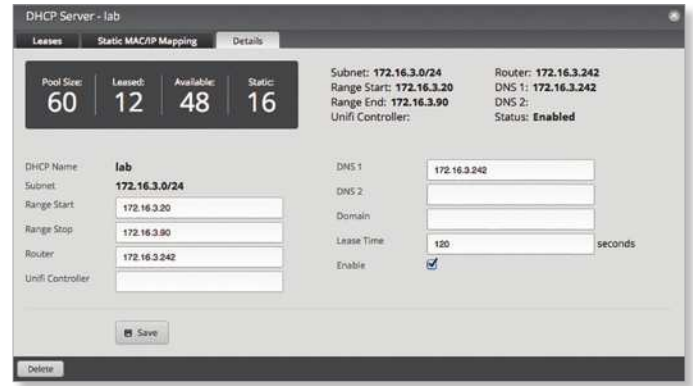 DHCP Server - lab
Leases Static MAC/IP Mapping Details
Pool Size: 60
Leased: 12
Available: 48
Static: 16
Subnet: 172.16.3.0/24
Range Start: 172.16.3.20
Range End: 172.16.3.90
Unifi Controller:
Router: 172.16.3.242
DNS 1: 172.16.3.242
DNS 2:
Status: Enabled
DHCP Name lab
Subnet 172.16.3.0/24
Range Start 172.16.3.20
Range Stop 172.16.3.90
Router 172.16.3.242
Unifi Controller
DNS 1 172.16.3.242
DNS 2
Domain
Lease Time 120 seconds
Enable
Save
Delete